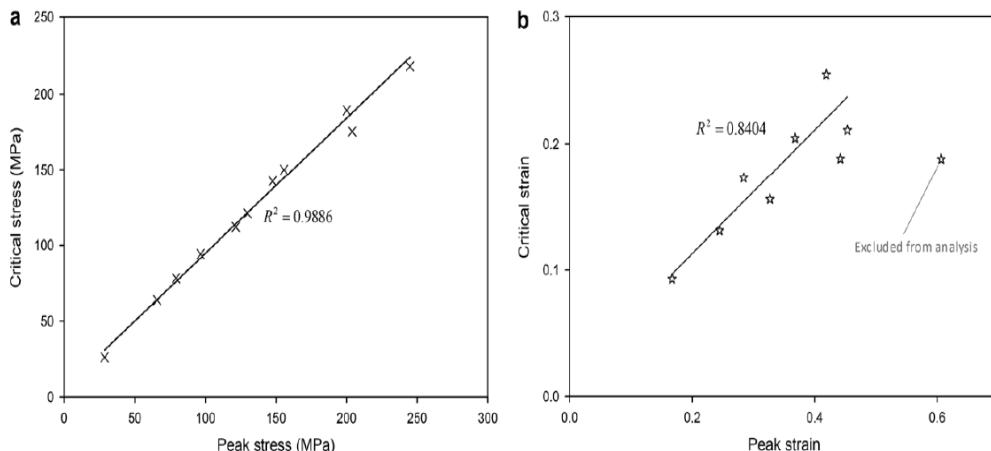 a
250
200
150
100
50
0
Critical stress (MPa)
R² = 0.9886
0 50 100 150 200 250 300
Peak stress (MPa)
b
0.3
0.2
0.1
0.0
Critical strain
R² = 0.8404
Excluded from analysis
0.0 0.2 0.4 0.6
Peak strain